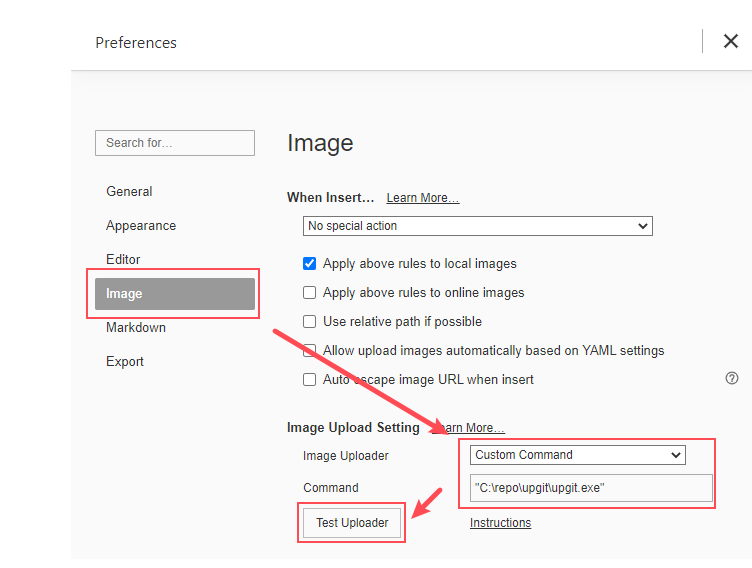 Preferences
Search for…
Image
General
When Insert… Learn More…
Appearance
No special action
Editor
Apply above rules to local images
Image
Apply above rules to online images
Markdown
Use relative path if possible
Allow upload images automatically based on YAML settings
Export
Auto escape image URL when insert
Image Upload Setting Learn More…
Image Uploader Custom Command
Command "C:\repo\upgit\upgit.exe"
Test Uploader Instructions